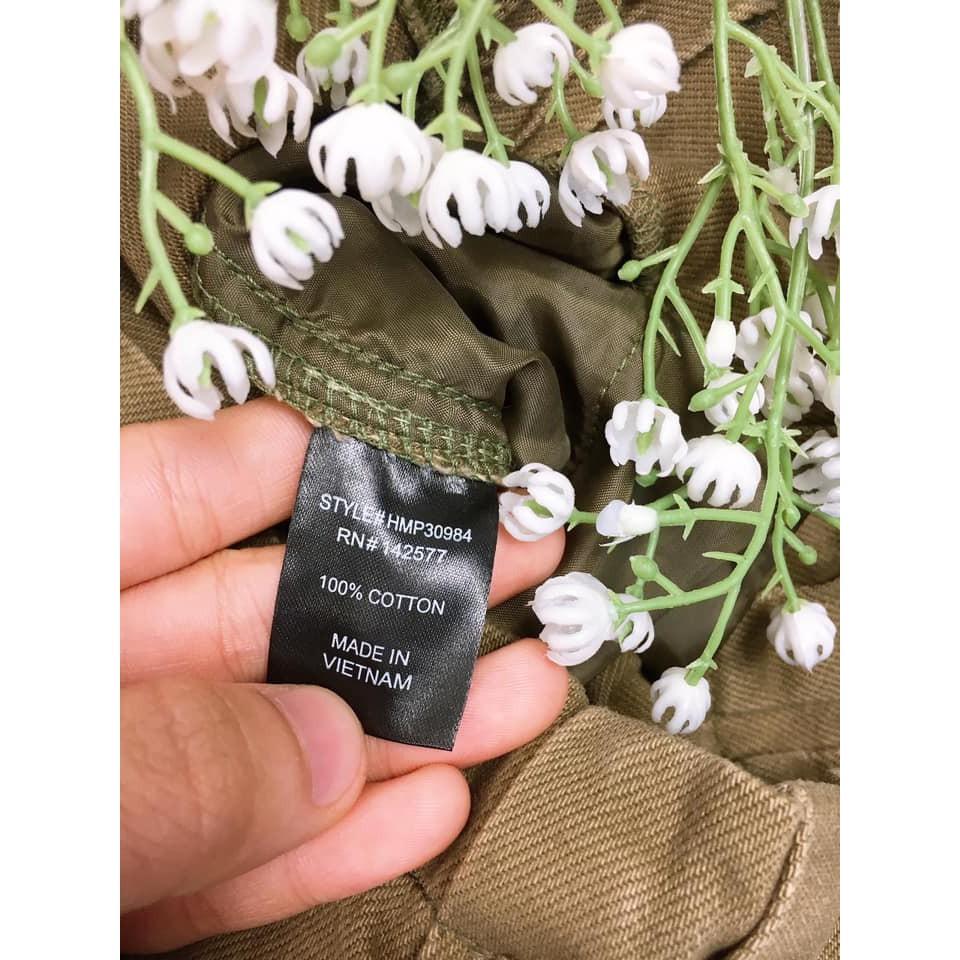 STYLE# HMP30984
RN# 142577
100% COTTON
MADE IN
VIETNAM